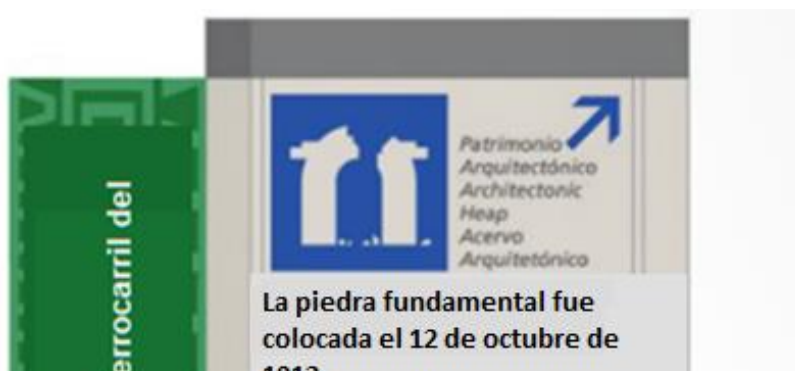 errocarril del
Patrimonio
Arquitectónico
Architectonic
Heap
Acervo
Arquitetónico
La piedra fundamental fue
colocada el 12 de octubre de